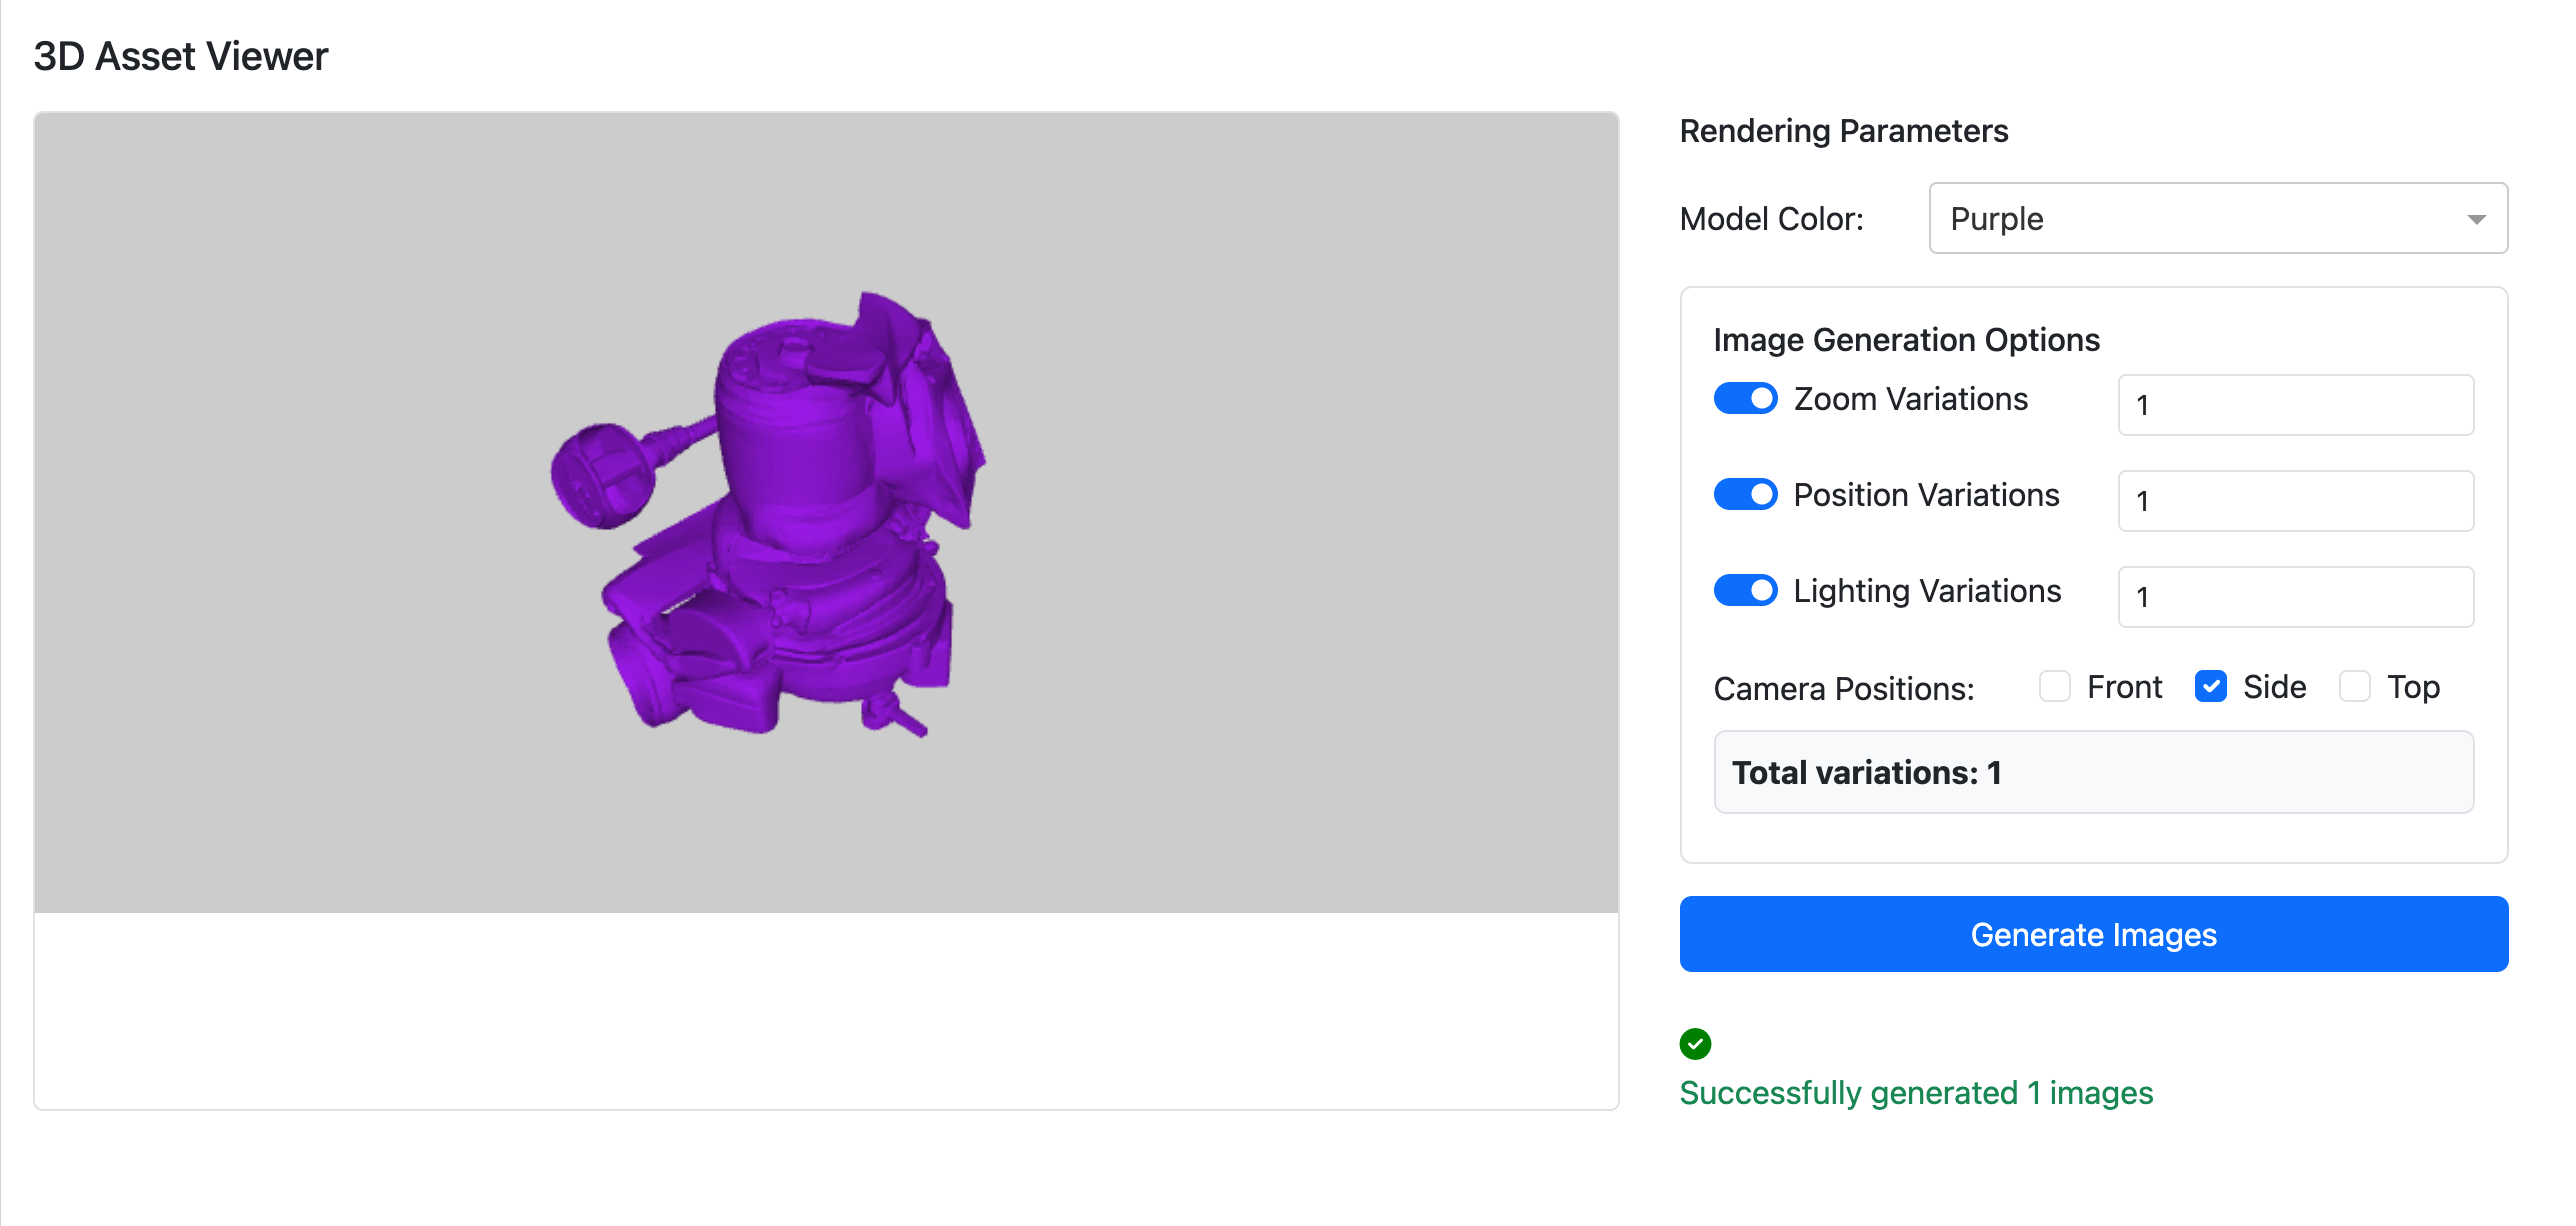 3D Asset Viewer
Rendering Parameters
Model Color:
Purple
Image Generation Options
Zoom Variations
1
Position Variations
1
Lighting Variations
1
Camera Positions:
Front
Side
Top
Total variations: 1
Generate Images
Successfully generated 1 images